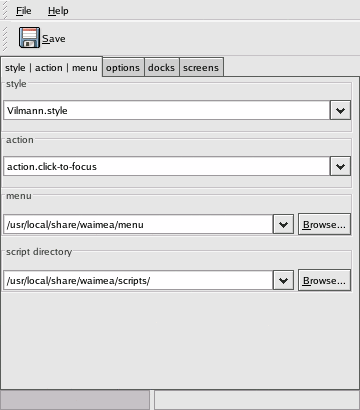 File Help
Save
style | action | menu options docks screens
style
Vilmann.style
action
action.click-to-focus
menu
/usr/local/share/waimea/menu Browse...
script directory
/usr/local/share/waimea/scripts/ Browse...